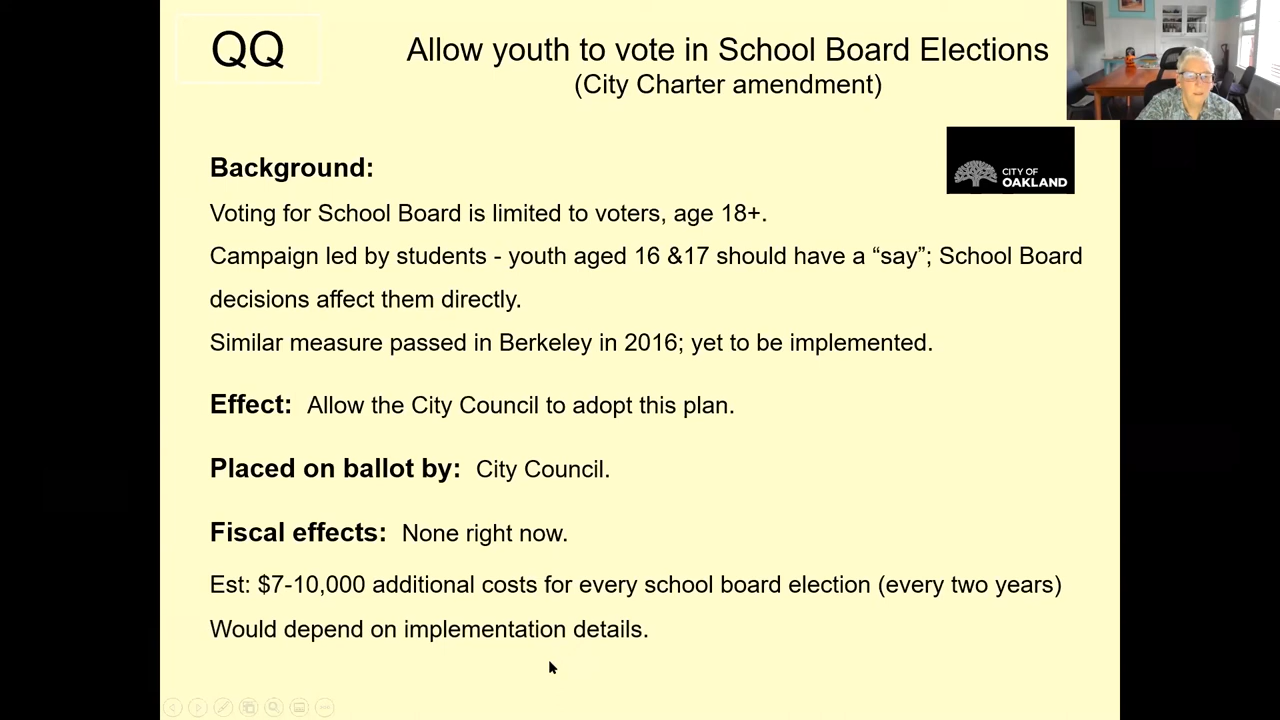 QQ
Allow youth to vote in School Board Elections
(City Charter amendment)
CITY OF
OAKLAND
Background:
Voting for School Board is limited to voters, age 18+.
Campaign led by students - youth aged 16 &17 should have a “say”; School Board
decisions affect them directly.
Similar measure passed in Berkeley in 2016; yet to be implemented.
Effect: Allow the City Council to adopt this plan.
Placed on ballot by: City Council.
Fiscal effects: None right now.
Est: $7-10,000 additional costs for every school board election (every two years)
Would depend on implementation details.